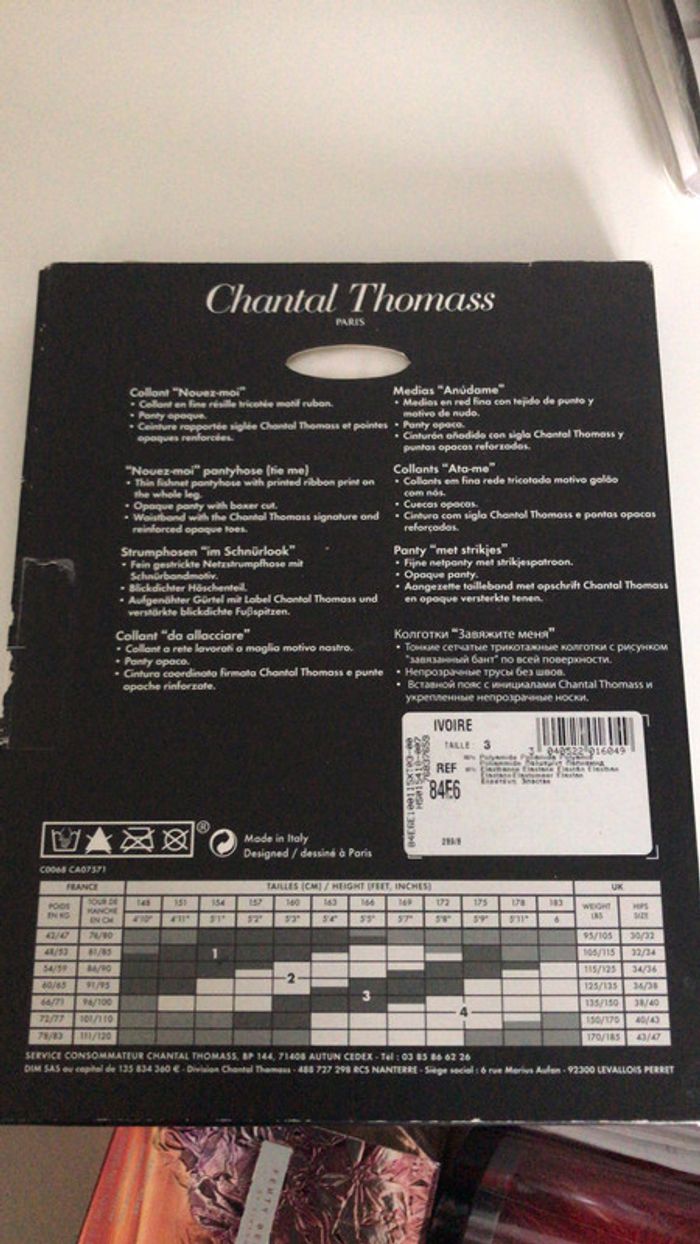 Chantal Thomass
PARIS
Collant "Nouez-moi"
• Collant en fine résille tricotée motif ruban.
• Panty opaque.
• Ceinture rapportée siglée Chantal Thomass et pointes
opaques renforcées.
"Nouez-moi" pantyhose (tie me)
• Thin fishnet pantyhose with printed ribbon print on
the whole leg.
• Opaque panty with boxer cut.
• Waistband with the Chantal Thomass signature and
reinforced opaque toes.
Strumphosen "im Schnürlook"
• Fein gestrickte Netzstrumpfhose mit
Schnürbandmotiv.
• Blickdichter Höschenteil.
• Aufgenähter Gürtel mit Label Chantal Thomass und
verstärkte blickdichte Fußspitzen.
Collant "da allacciare"
• Collant a rete lavorati a maglia motivo nastro.
• Panty opaco.
• Cintura coordinata firmata Chantal Thomass e punte
opache rinforzate.
Medias "Anúdame"
• Medias en red fina con tejido de punto y
motivo de nudo.
• Panty opaco.
• Cinturón añadido con sigla Chantal Thomass y
puntas opacas reforzadas.
Collants "Ata-me"
• Collants em fina rede tricotada motivo galão
com nós.
• Cuecas opacas.
• Cintura com sigla Chantal Thomass e pontas opacas
reforçadas.
Panty "met strikjes"
• Fijne netpanty met strikjespatroon.
• Opaque panty.
• Aangezette tailleband met opschrift Chantal Thomass
en opaque versterkte tenen.
Колготки "Завяжите меня"
• Тонкие сетчатые трикотажные колготки с рисунком
"завязанный бант" по всей поверхности.
• Непрозрачные трусы без швов.
• Вставной пояс с инициалами Chantal Thomass и
укрепленные непрозрачные носки.
IVOIRE
TAILLE: 3
3 040522 016049
REF
84E6
289/8
®
Made in Italy
Designed / dessiné à Paris
C0068 CA07571
FRANCE TAILLES (CM) / HEIGHT (FEET, INCHES) UK
POIDS EN KG TOUR DE HANCHE EN CM 148 151 154 157 160 163 166 169 172 175 178 183 WEIGHT LBS HIPS SIZE
4'10" 4'11" 5'1" 5'2" 5'3" 5'4" 5'5" 5'7" 5'8" 5'9" 5'11" 6
42/47 76/80 95/105 30/32
48/53 81/85 1 105/115 32/34
54/59 86/90 2 115/125 34/36
60/65 91/95 3 125/135 36/38
66/71 96/100 4 135/150 38/40
72/77 101/110 150/170 40/43
78/83 111/120 170/185 43/47
SERVICE CONSOMMATEUR CHANTAL THOMASS, BP 144, 71408 AUTUN CEDEX - Tél : 03 85 86 62 26
DIM SAS au capital de 135 834 360 € - Division Chantal Thomass - 488 727 298 RCS NANTERRE - Siège social : 6 rue Marius Aufan - 92300 LEVALLOIS PERRET